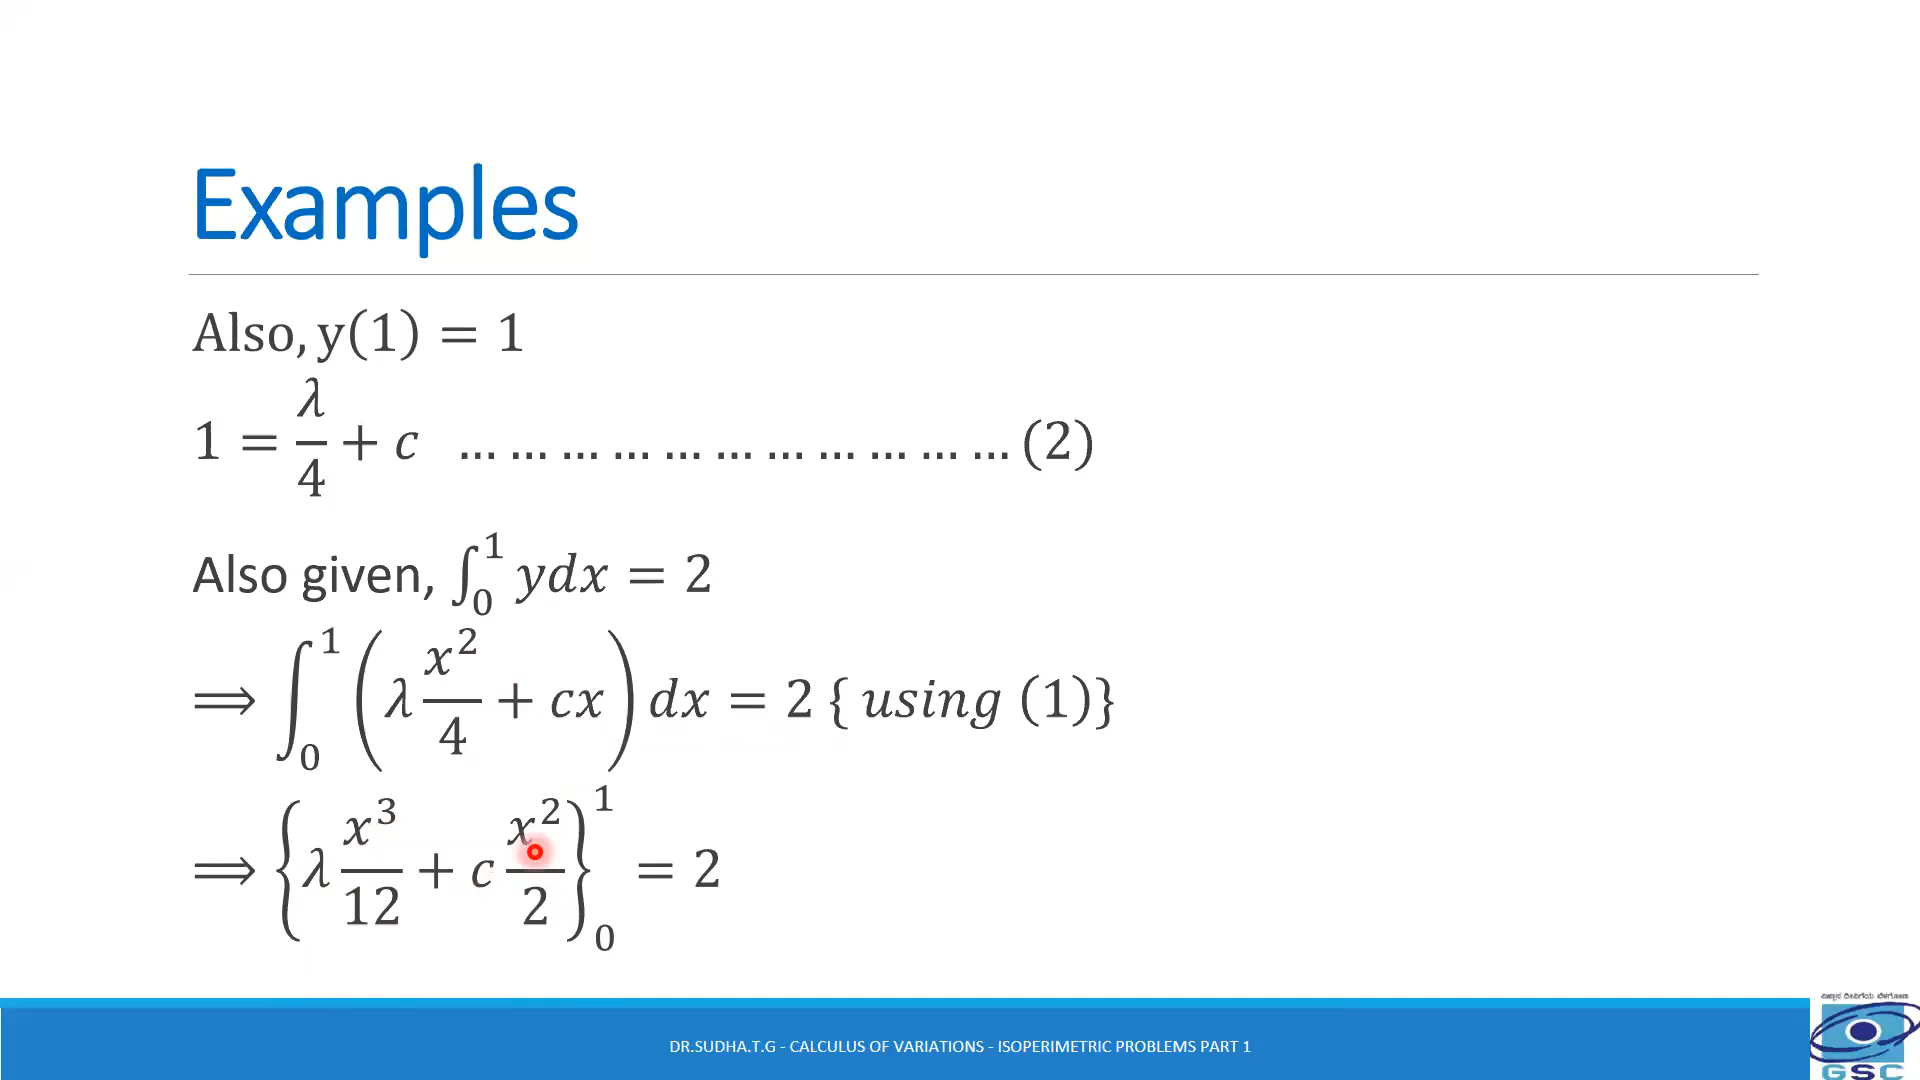 Examples
Also, y(1) = 1
1 = λ/4 + c … … … … … … … … … … … (2)
Also given, ∫₀¹ ydx = 2
⟹ ∫₀¹ (λ x²/4 + cx) dx = 2 { using (1)}
⟹ {λ x³/12 + c x²/2}₀¹ = 2
DR.SUDHA.T.G - CALCULUS OF VARIATIONS - ISOPERIMETRIC PROBLEMS PART 1
GSC